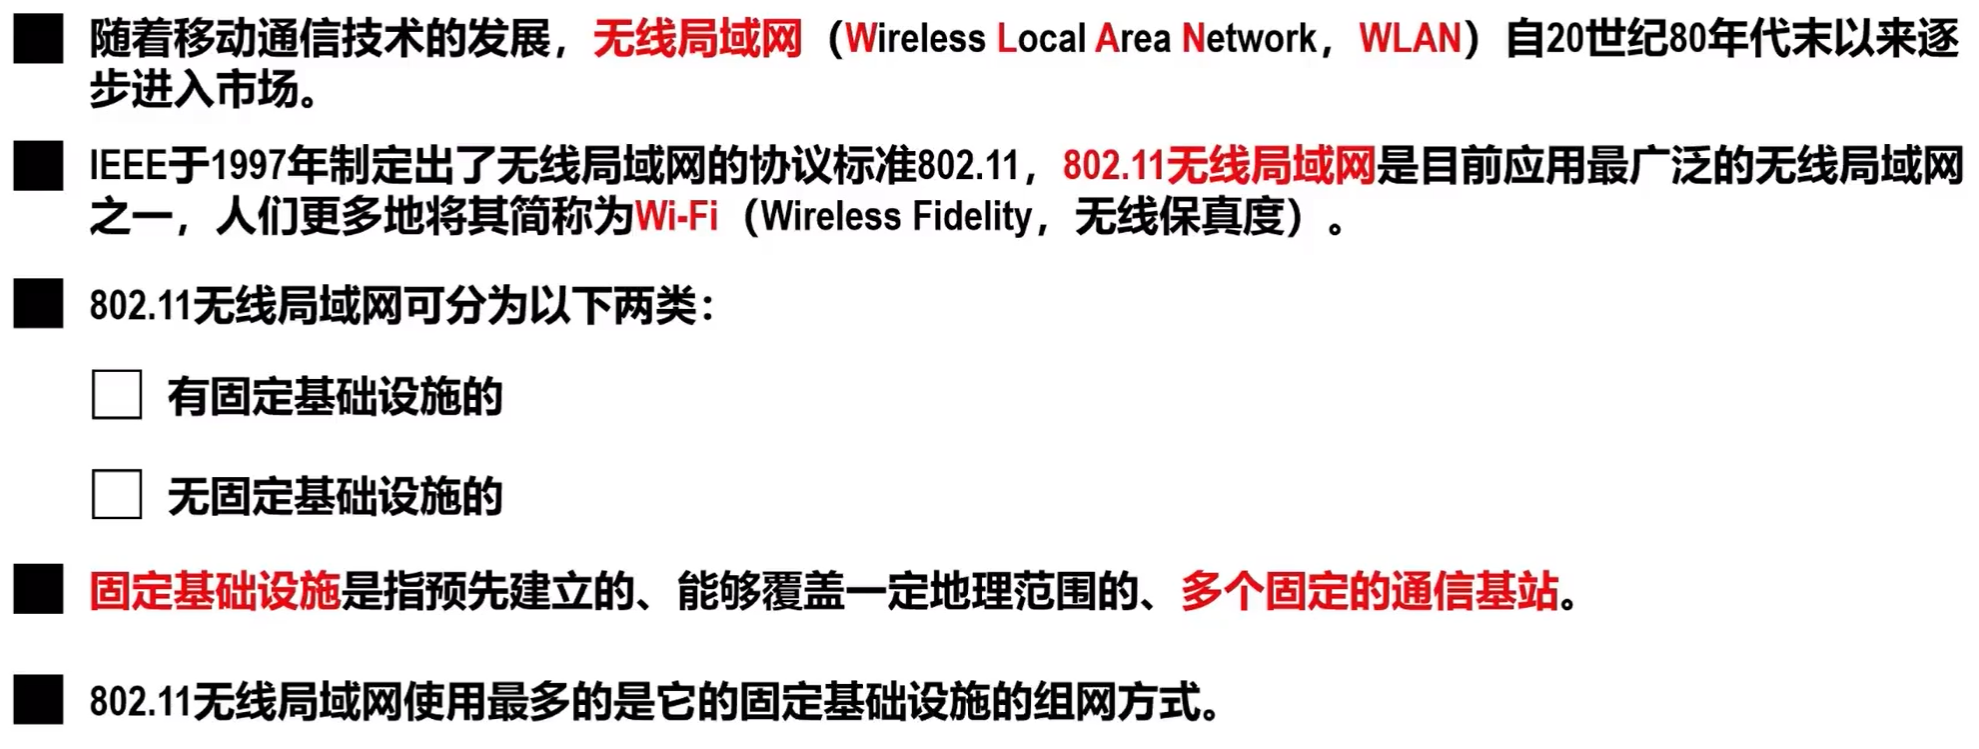 随着移动通信技术的发展，无线局域网（Wireless Local Area Network，WLAN）自20世纪80年代末以来逐
步进入市场。
IEEE于1997年制定出了无线局域网的协议标准802.11，802.11无线局域网是目前应用最广泛的无线局域网
之一，人们更多地将其简称为Wi-Fi（Wireless Fidelity，无线保真度）。
802.11无线局域网可分为以下两类：
有固定基础设施的
无固定基础设施的
固定基础设施是指预先建立的、能够覆盖一定地理范围的、多个固定的通信基站。
802.11无线局域网使用最多的是它的固定基础设施的组网方式。